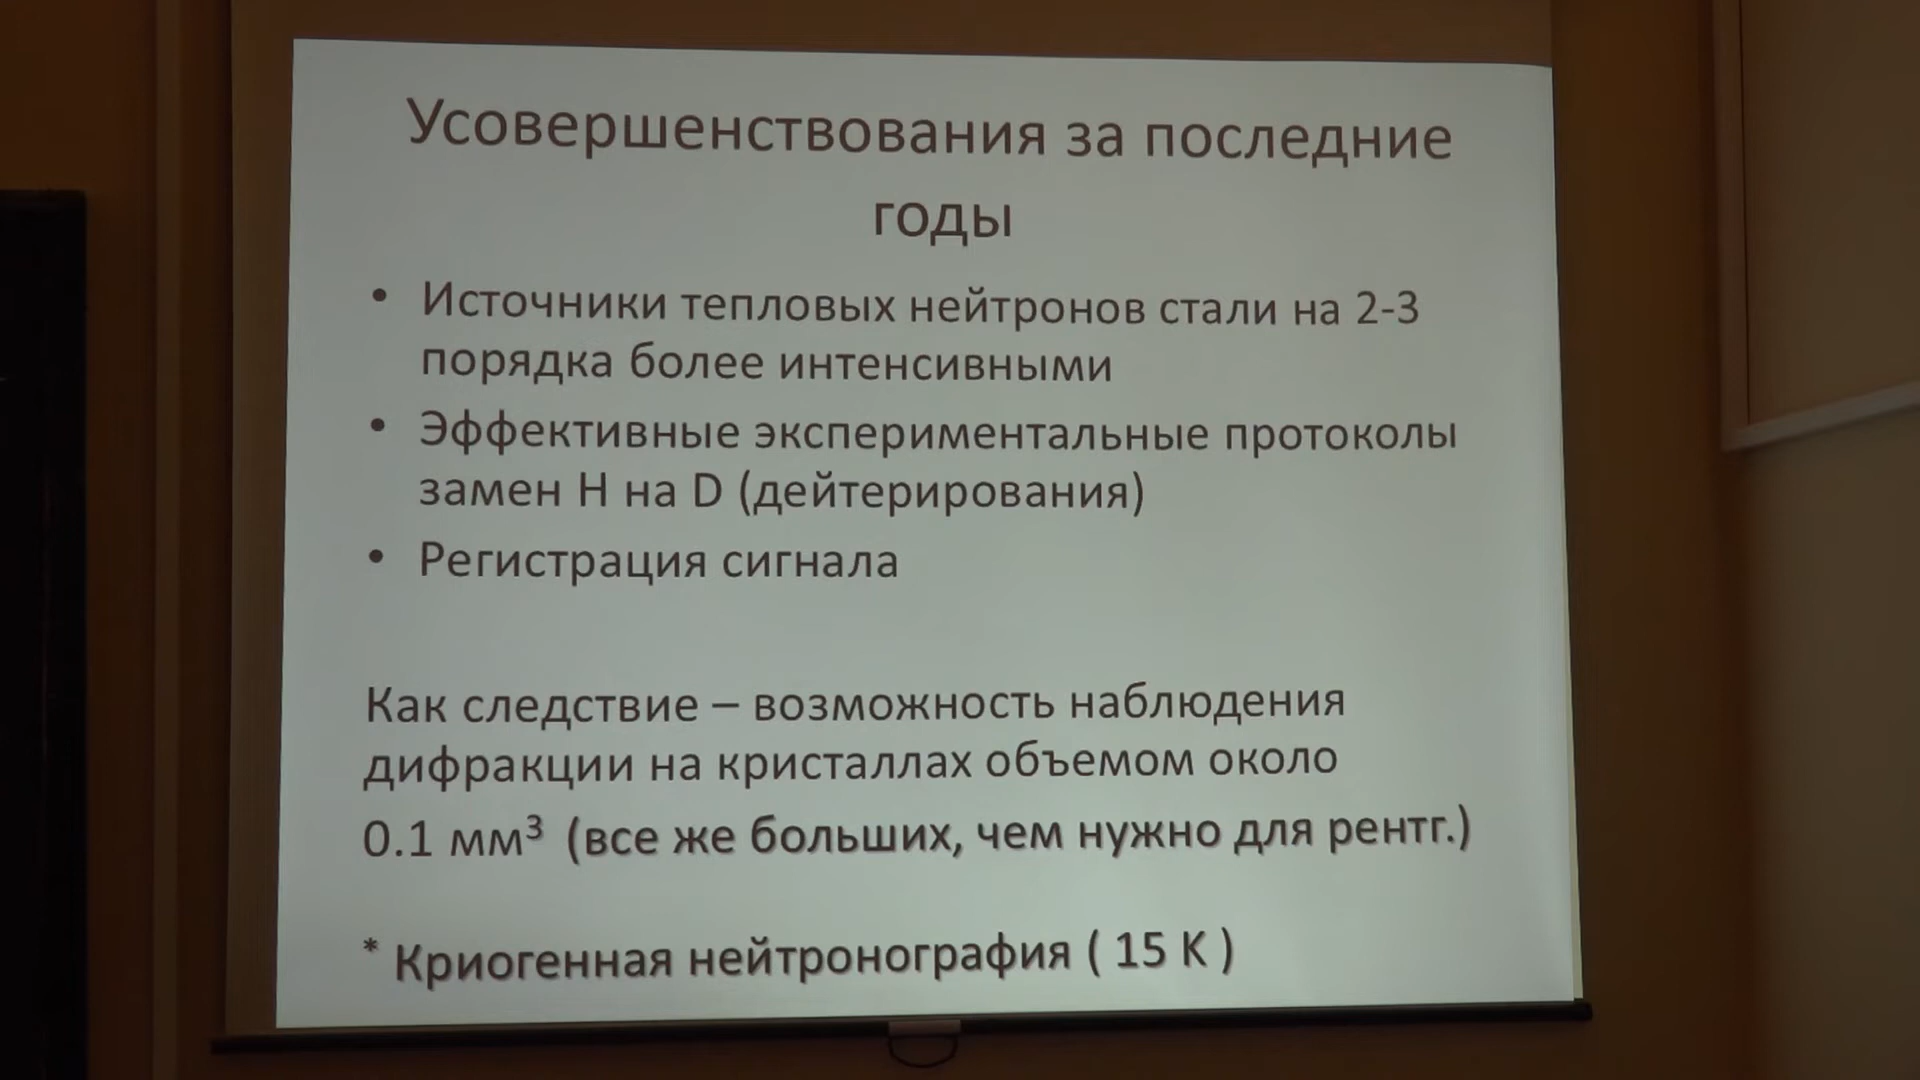 Усовершенствования за последние
годы
• Источники тепловых нейтронов стали на 2-3
порядка более интенсивными
• Эффективные экспериментальные протоколы
замен H на D (дейтерирования)
• Регистрация сигнала
Как следствие – возможность наблюдения
дифракции на кристаллах объемом около
0.1 мм³ (все же больших, чем нужно для рентг.)
* Криогенная нейтронография ( 15 K )